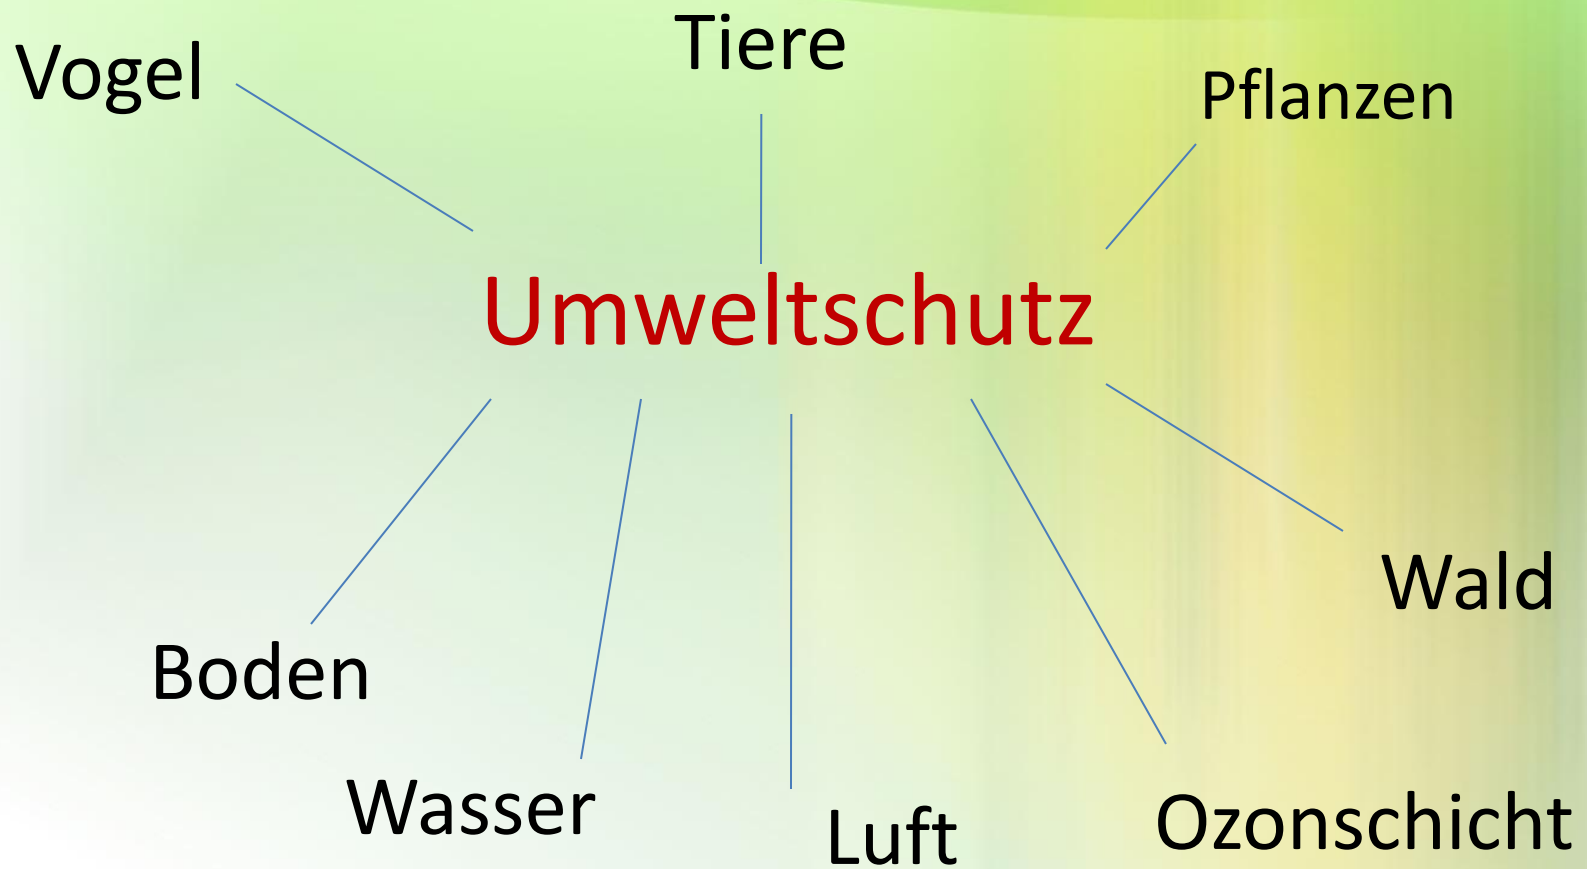 Vogel
Tiere
Pflanzen
Umweltschutz
Wald
Boden
Wasser
Luft
Ozonschicht